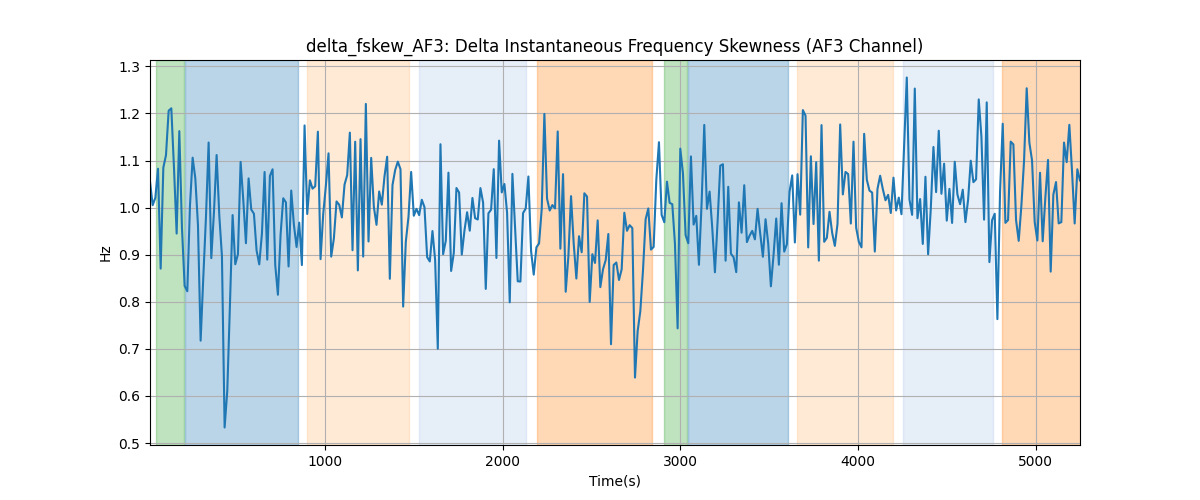 delta_fskew_AF3: Delta Instantaneous Frequency Skewness (AF3 Channel)
1.3
1.2
1.1
1.0
0.9
0.8
0.7
0.6
0.5
Hz
1000 2000 3000 4000 5000
Time(s)